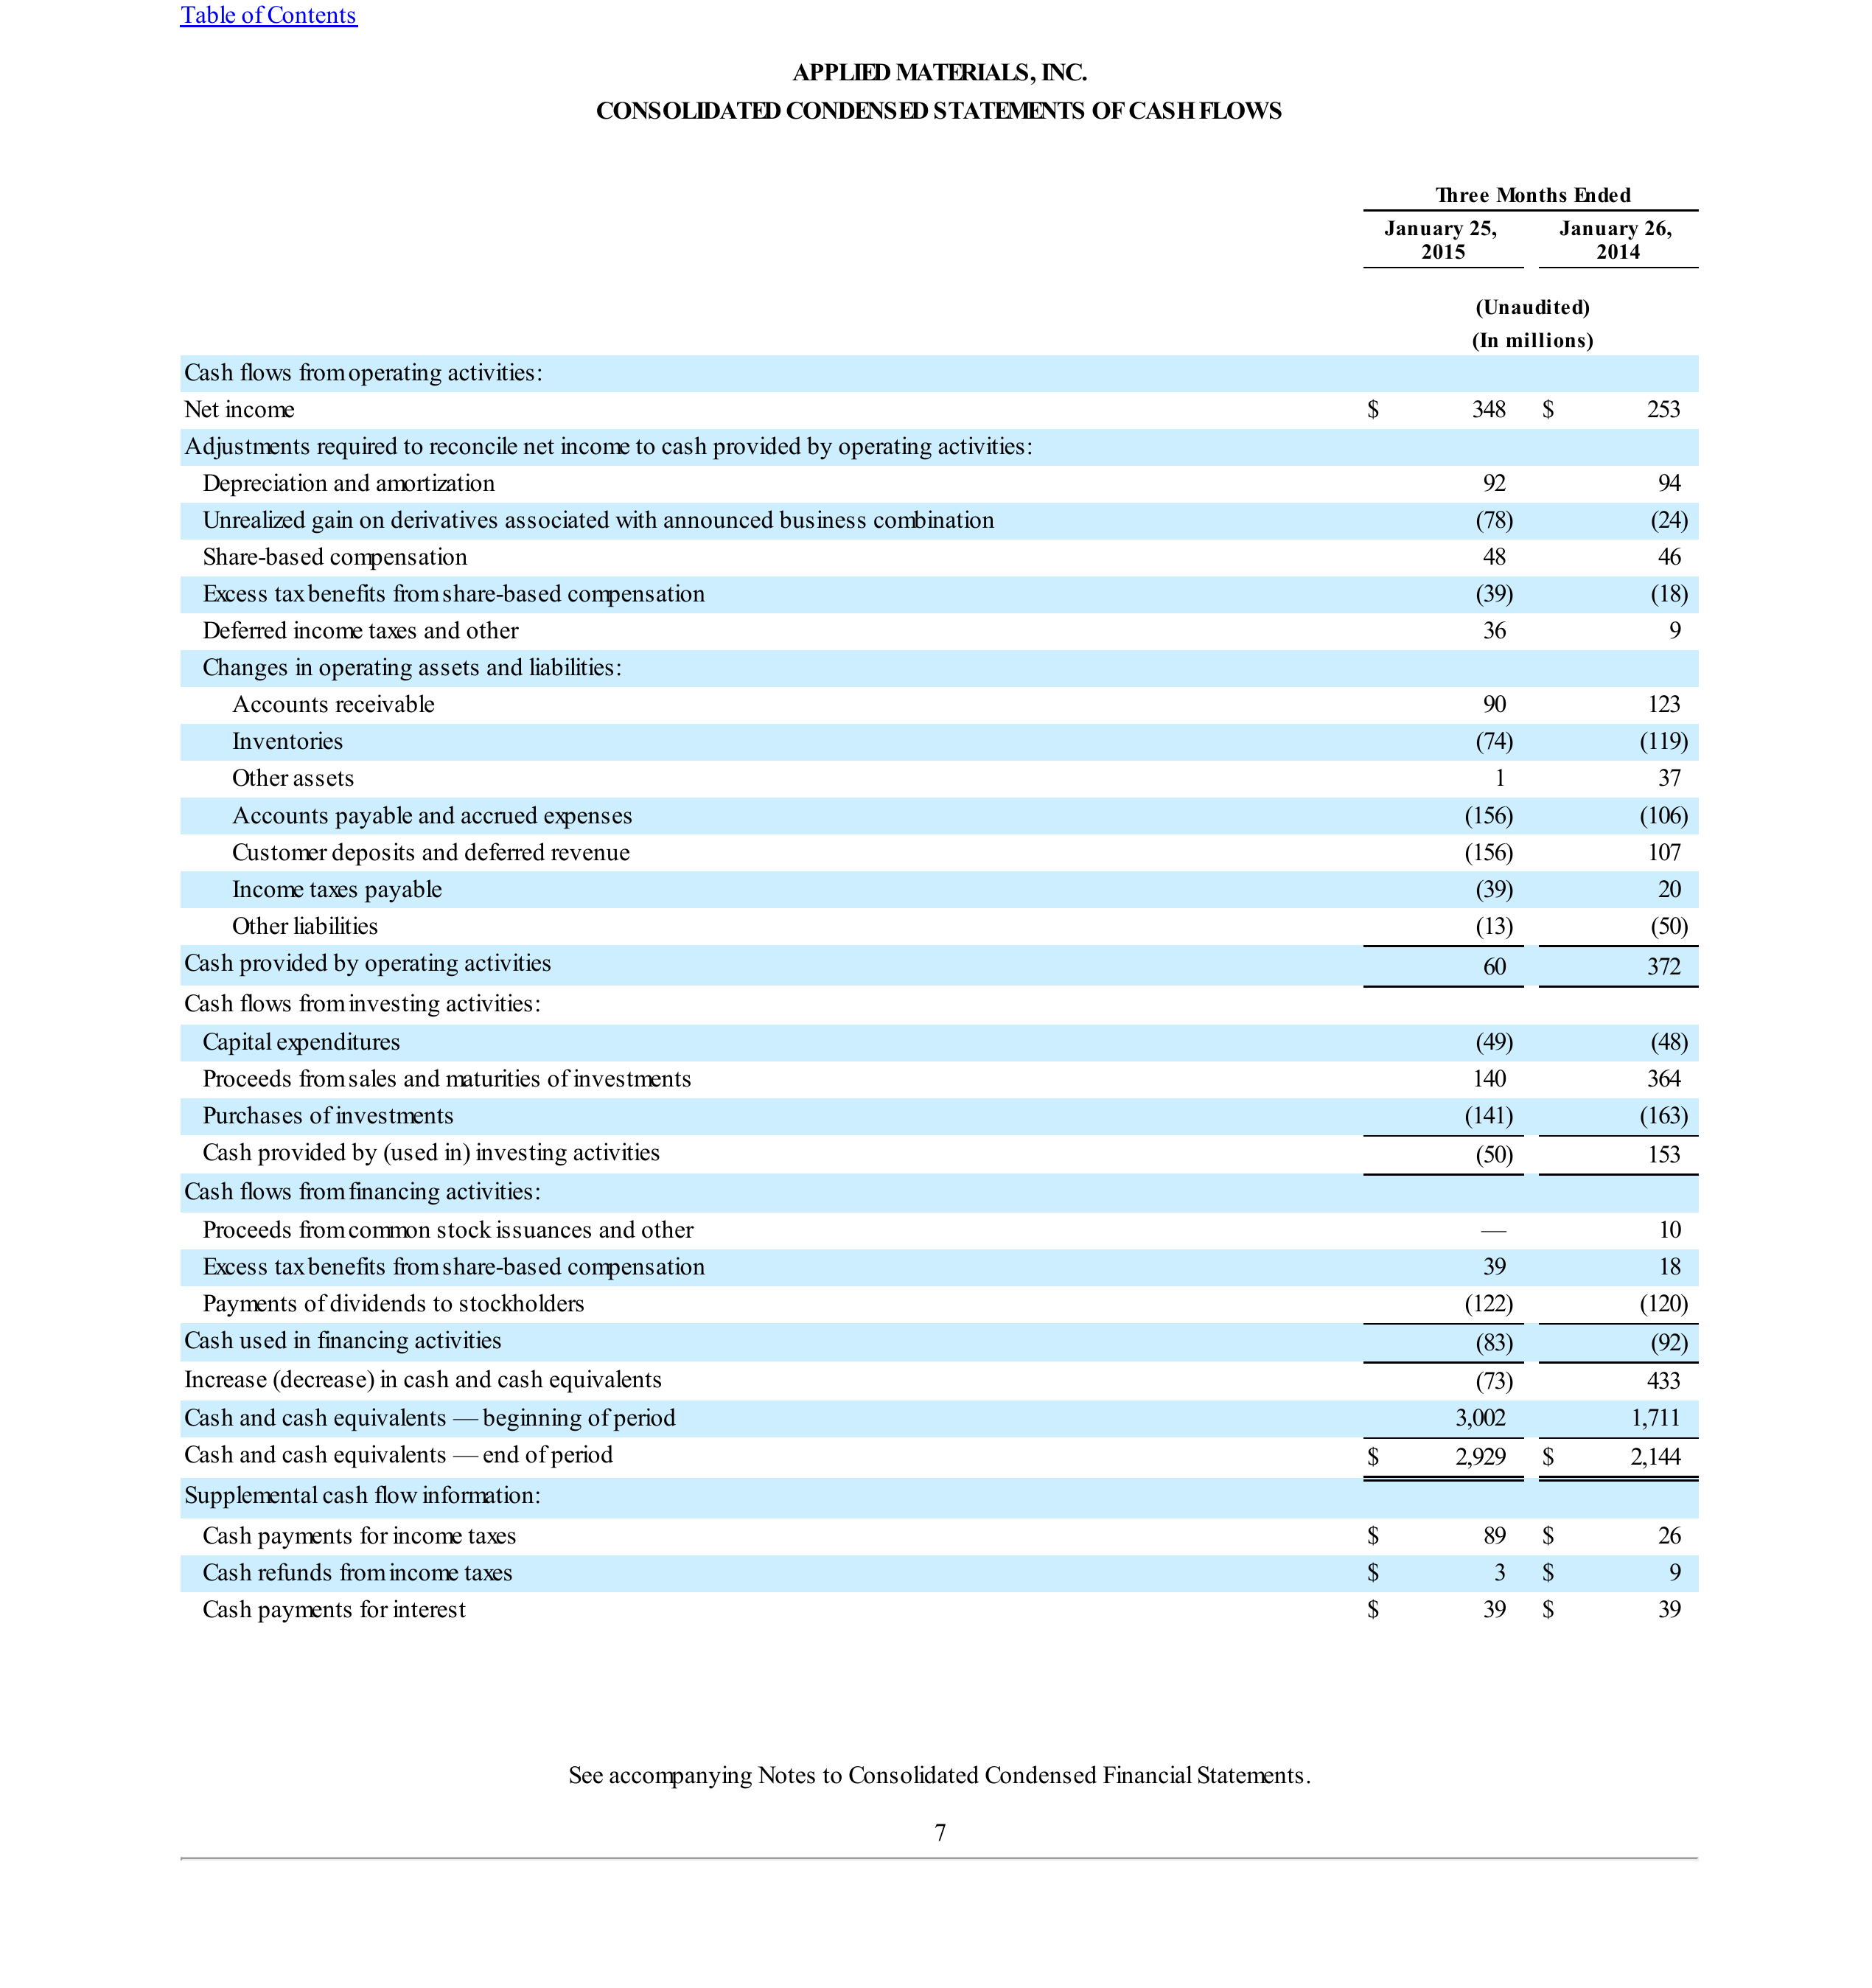 Table of Contents
APPLIED MATERIALS, INC.
CONSOLIDATED CONDENSED STATEMENTS OF CASH FLOWS
Three Months Ended
January 25, 2015 January 26, 2014
(Unaudited)
(In millions)
Cash flows from operating activities:
Net income $ 348 $ 253
Adjustments required to reconcile net income to cash provided by operating activities:
Depreciation and amortization 92 94
Unrealized gain on derivatives associated with announced business combination (78) (24)
Share-based compensation 48 46
Excess tax benefits from share-based compensation (39) (18)
Deferred income taxes and other 36 9
Changes in operating assets and liabilities:
Accounts receivable 90 123
Inventories (74) (119)
Other assets 1 37
Accounts payable and accrued expenses (156) (106)
Customer deposits and deferred revenue (156) 107
Income taxes payable (39) 20
Other liabilities (13) (50)
Cash provided by operating activities 60 372
Cash flows from investing activities:
Capital expenditures (49) (48)
Proceeds from sales and maturities of investments 140 364
Purchases of investments (141) (163)
Cash provided by (used in) investing activities (50) 153
Cash flows from financing activities:
Proceeds from common stock issuances and other — 10
Excess tax benefits from share-based compensation 39 18
Payments of dividends to stockholders (122) (120)
Cash used in financing activities (83) (92)
Increase (decrease) in cash and cash equivalents (73) 433
Cash and cash equivalents — beginning of period 3,002 1,711
Cash and cash equivalents — end of period $ 2,929 $ 2,144
Supplemental cash flow information:
Cash payments for income taxes $ 89 $ 26
Cash refunds from income taxes $ 3 $ 9
Cash payments for interest $ 39 $ 39
See accompanying Notes to Consolidated Condensed Financial Statements.
7